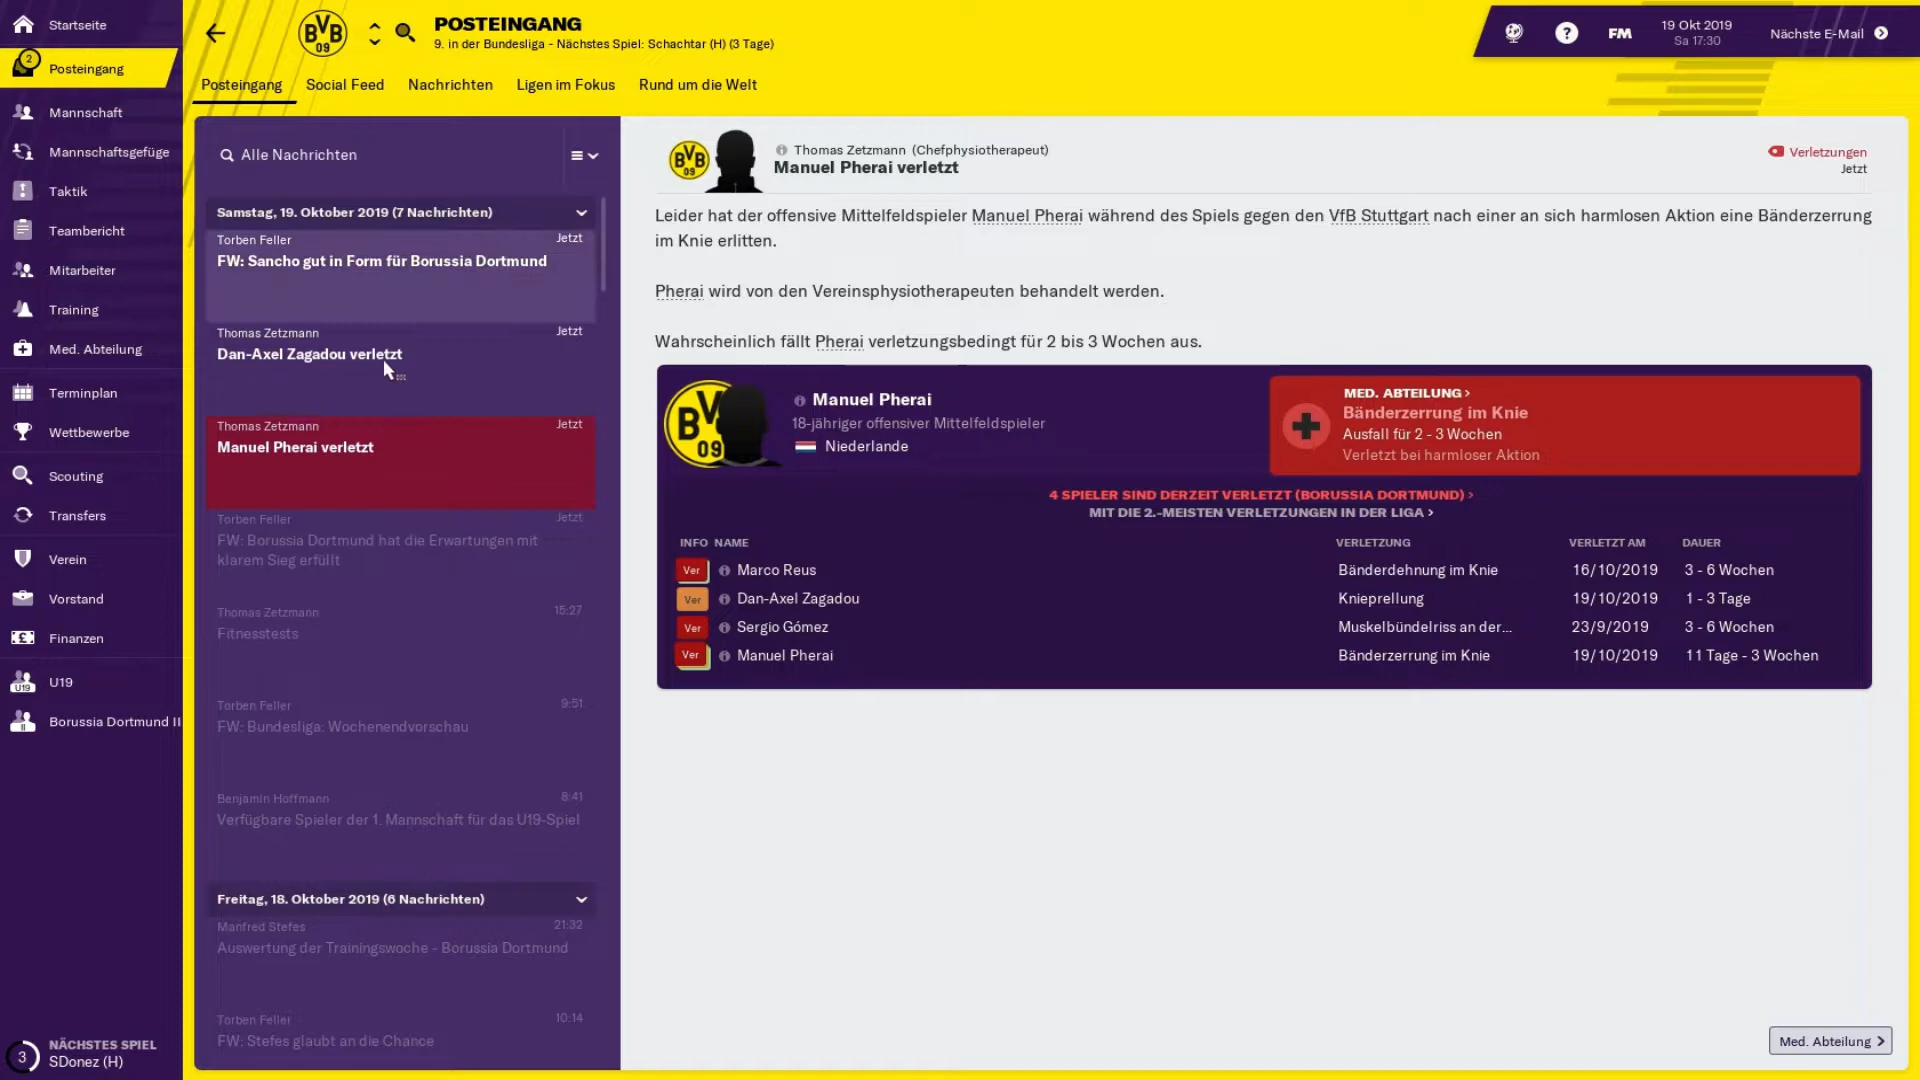 Startseite
2
Posteingang
Mannschaft
Mannschaftsgefüge
Taktik
Teambericht
Mitarbeiter
Training
Med. Abteilung
Terminplan
Wettbewerbe
Scouting
Transfers
Verein
Vorstand
Finanzen
U19
U19
II
Borussia Dortmund II
3
NÄCHSTES SPIEL
SDonez (H)
BVB
09
POSTEINGANG
9. in der Bundesliga - Nächstes Spiel: Schachtar (H) (3 Tage)
Posteingang
Social Feed
Nachrichten
Ligen im Fokus
Rund um die Welt
?
FM
19 Okt 2019
Sa 17:30
Nächste E-Mail
Alle Nachrichten
Samstag, 19. Oktober 2019 (7 Nachrichten)
Torben Feller Jetzt
FW: Sancho gut in Form für Borussia Dortmund
Thomas Zetzmann Jetzt
Dan-Axel Zagadou verletzt
Thomas Zetzmann Jetzt
Manuel Pherai verletzt
Torben Feller Jetzt
FW: Borussia Dortmund hat die Erwartungen mit
klarem Sieg erfüllt
Thomas Zetzmann 15:27
Fitnesstests
Torben Feller 9:51
FW: Bundesliga: Wochenendvorschau
Benjamin Hoffmann 8:41
Verfügbare Spieler der 1. Mannschaft für das U19-Spiel
Freitag, 18. Oktober 2019 (6 Nachrichten)
Manfred Stefes 21:32
Auswertung der Trainingswoche - Borussia Dortmund
Torben Feller 10:14
FW: Stefes glaubt an die Chance
BVB
09
Thomas Zetzmann (Chefphysiotherapeut)
Manuel Pherai verletzt
Verletzungen
Jetzt
Leider hat der offensive Mittelfeldspieler Manuel Pherai während des Spiels gegen den VfB Stuttgart nach einer an sich harmlosen Aktion eine Bänderzerrung
im Knie erlitten.
Pherai wird von den Vereinsphysiotherapeuten behandelt werden.
Wahrscheinlich fällt Pherai verletzungsbedingt für 2 bis 3 Wochen aus.
BV
09
Manuel Pherai
18-jähriger offensiver Mittelfeldspieler
Niederlande
MED. ABTEILUNG >
Bänderzerrung im Knie
Ausfall für 2 - 3 Wochen
Verletzt bei harmloser Aktion
4 SPIELER SIND DERZEIT VERLETZT (BORUSSIA DORTMUND) >
MIT DIE 2.-MEISTEN VERLETZUNGEN IN DER LIGA >
INFO NAME VERLETZUNG VERLETZT AM DAUER
Ver Marco Reus Bänderdehnung im Knie 16/10/2019 3 - 6 Wochen
Ver Dan-Axel Zagadou Knieprellung 19/10/2019 1 - 3 Tage
Ver Sergio Gómez Muskelbündelriss an der... 23/9/2019 3 - 6 Wochen
Ver Manuel Pherai Bänderzerrung im Knie 19/10/2019 11 Tage - 3 Wochen
Med. Abteilung >